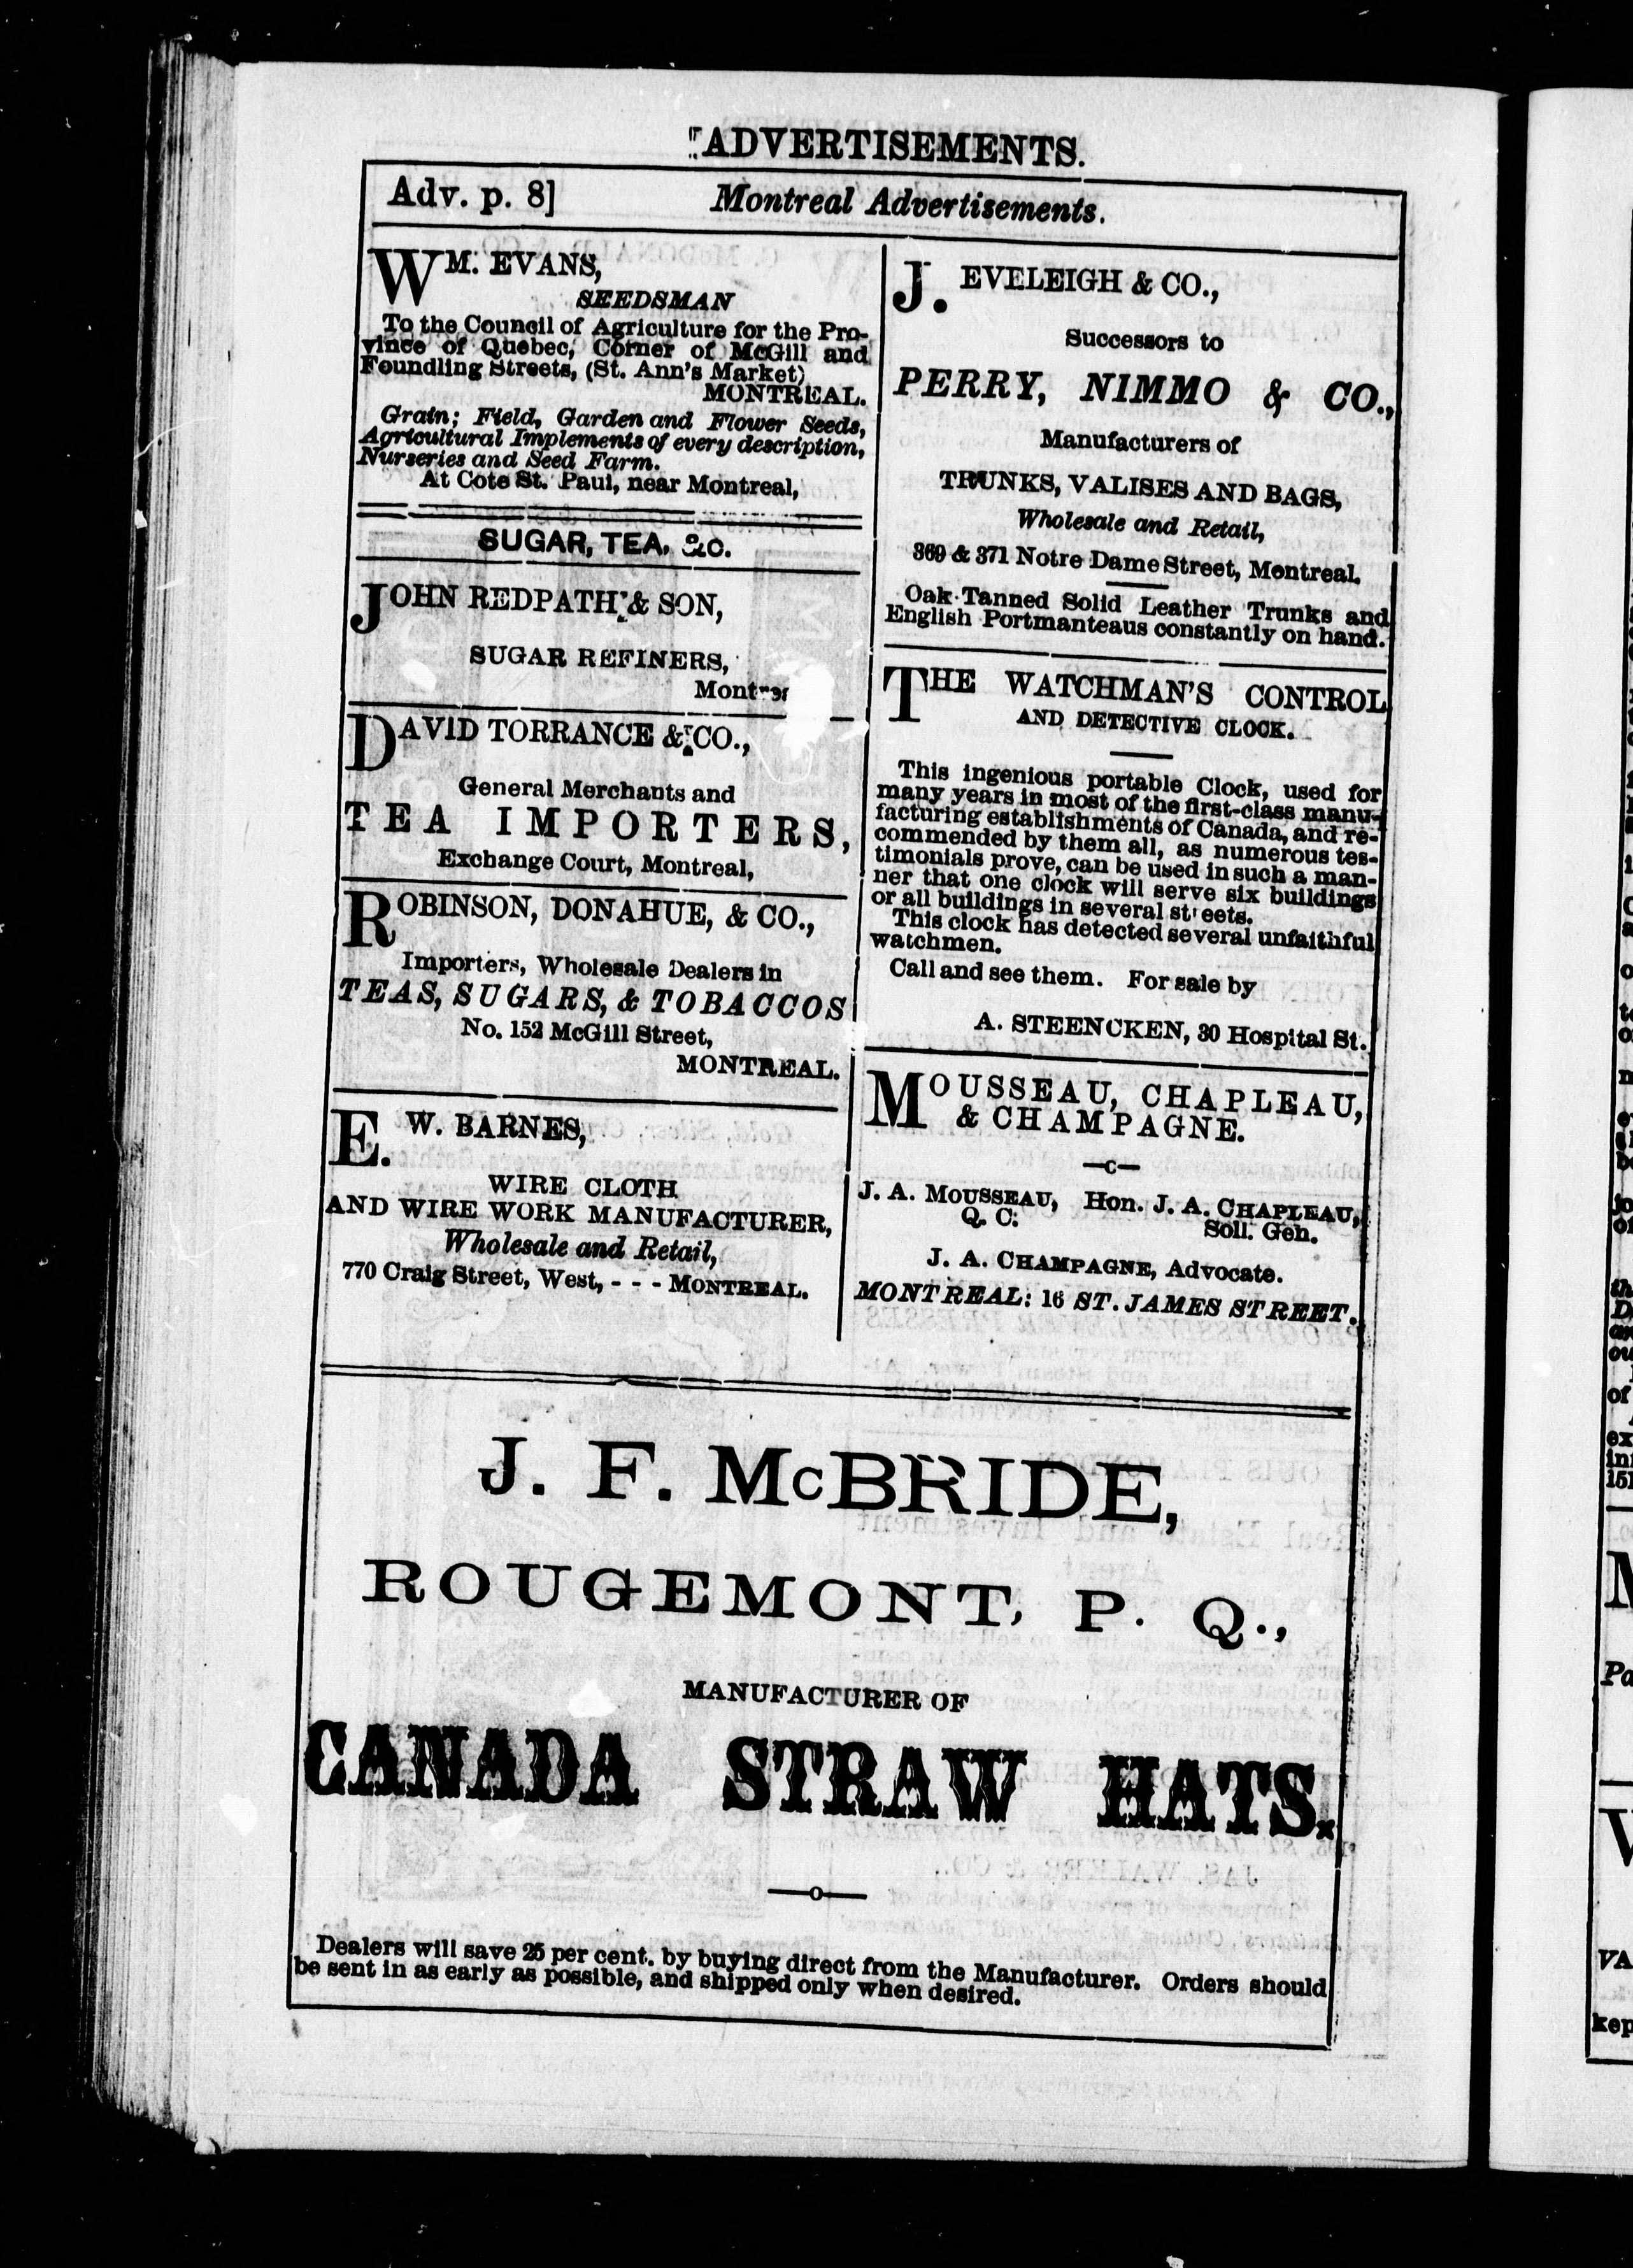 ADVERTISEMENTS.
Adv. p. 8]
Montreal Advertisements.
WM. EVANS,
SEEDSMAN
To the Council of Agriculture for the Pro-
vince of Quebec, Corner of McGill and
Foundling Streets, (St. Ann's Market)
MONTREAL.
Grain; Field, Garden and Flower Seeds,
Agricultural Implements of every description,
Nurseries and Seed Farm.
At Cote St. Paul, near Montreal,
SUGAR, TEA, &c.
JOHN REDPATH & SON,
SUGAR REFINERS,
DAVID TORRANCE & CO.,
General Merchants and
TEA IMPORTERS,
Exchange Court, Montreal,
ROBINSON, DONAHUE, & CO.,
Importers, Wholesale Dealers in
TEAS, SUGARS, & TOBACCOS
No. 152 McGill Street,
MONTREAL.
E. W. BARNES,
WIRE CLOTH
AND WIRE WORK MANUFACTURER,
Wholesale and Retail,
770 Craig Street, West, - - - MONTREAL.
J. EVELEIGH & CO.,
Successors to
PERRY, NIMMO & CO.,
Manufacturers of
TRUNKS, VALISES AND BAGS,
Wholesale and Retail,
369 & 371 Notre Dame Street, Montreal.
Oak Tanned Solid Leather Trunks and
English Portmanteaus constantly on hand.
THE WATCHMAN'S CONTROL
AND DETECTIVE CLOCK.
This ingenious portable Clock, used for
many years in most of the first-class manu-
facturing establishments of Canada, and re-
commended by them all, as numerous tes-
timonials prove, can be used in such a man-
ner that one clock will serve six buildings
or all buildings in several streets.
This clock has detected several unfaithful
watchmen.
Call and see them. For sale by
A. STEENCKEN, 30 Hospital St.
MOUSSEAU, CHAPLEAU,
& CHAMPAGNE.
—c—
J. A. MOUSSEAU, Hon. J. A. CHAPLEAU,
Q. C. Soll. Gen.
J. A. CHAMPAGNE, Advocate.
MONTREAL: 16 ST. JAMES STREET.
J. F. McBRIDE,
ROUGEMONT, P. Q.,
MANUFACTURER OF
CANADA STRAW HATS.
—o—
Dealers will save 25 per cent. by buying direct from the Manufacturer. Orders should
be sent in as early as possible, and shipped only when desired.